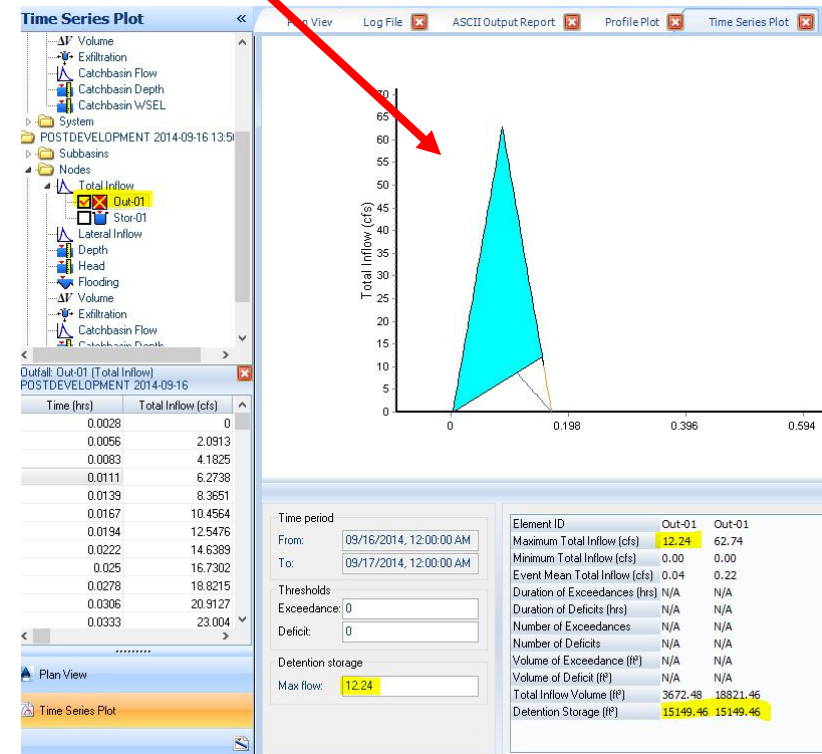 Time Series Plot «
ΔV Volume
Exfiltration
Catchbasin Flow
Catchbasin Depth
Catchbasin WSEL
System
POSTDEVELOPMENT 2014-09-16 13:5
Subbasins
Nodes
Total Inflow
Out-01
Stor-01
Lateral Inflow
Depth
Head
Flooding
ΔV Volume
Exfiltration
Catchbasin Flow
Catchbasin Depth
Outfall: Out-01 (Total Inflow)
POSTDEVELOPMENT 2014-09-16
Time (hrs) Total Inflow (cfs)
0.0028 0
0.0056 2.0913
0.0083 4.1825
0.0111 6.2738
0.0139 8.3651
0.0167 10.4564
0.0194 12.5476
0.0222 14.6389
0.025 16.7302
0.0278 18.8215
0.0306 20.9127
0.0333 23.004
Plan View
Time Series Plot
Plan View Log File ASCII Output Report Profile Plot Time Series Plot
Total Inflow (cfs)
70
65
60
55
50
45
40
35
30
25
20
15
10
5
0
0 0.198 0.396 0.594
Time period
From: 09/16/2014, 12:00:00 AM
To: 09/17/2014, 12:00:00 AM
Thresholds
Exceedance: 0
Deficit: 0
Detention storage
Max flow: 12.24
Element ID Out-01 Out-01
Maximum Total Inflow (cfs) 12.24 62.74
Minimum Total Inflow (cfs) 0.00 0.00
Event Mean Total Inflow (cfs) 0.04 0.22
Duration of Exceedances (hrs) N/A N/A
Duration of Deficits (hrs) N/A N/A
Number of Exceedances N/A N/A
Number of Deficits N/A N/A
Volume of Exceedance (ft³) N/A N/A
Volume of Deficit (ft³) N/A N/A
Total Inflow Volume (ft³) 3672.48 18821.46
Detention Storage (ft³) 15149.46 15149.46